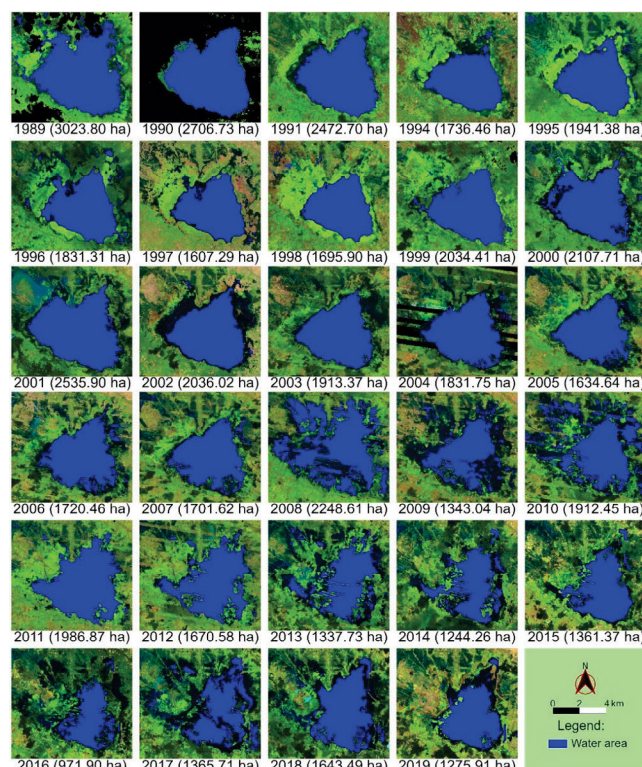 1989 (3023.80 ha) 1990 (2706.73 ha) 1991 (2472.70 ha) 1994 (1736.46 ha) 1995 (1941.38 ha)
1996 (1831.31 ha) 1997 (1607.29 ha) 1998 (1695.90 ha) 1999 (2034.41 ha) 2000 (2107.71 ha)
2001 (2535.90 ha) 2002 (2036.02 ha) 2003 (1913.37 ha) 2004 (1831.75 ha) 2005 (1634.64 ha)
2006 (1720.46 ha) 2007 (1701.62 ha) 2008 (2248.61 ha) 2009 (1343.04 ha) 2010 (1912.45 ha)
2011 (1986.87 ha) 2012 (1670.58 ha) 2013 (1337.73 ha) 2014 (1244.26 ha) 2015 (1361.37 ha)
N
0 2 4 km
Legend:
Water area
2016 (971.90 ha) 2017 (1365.71 ha) 2018 (1643.49 ha) 2019 (1275.91 ha)